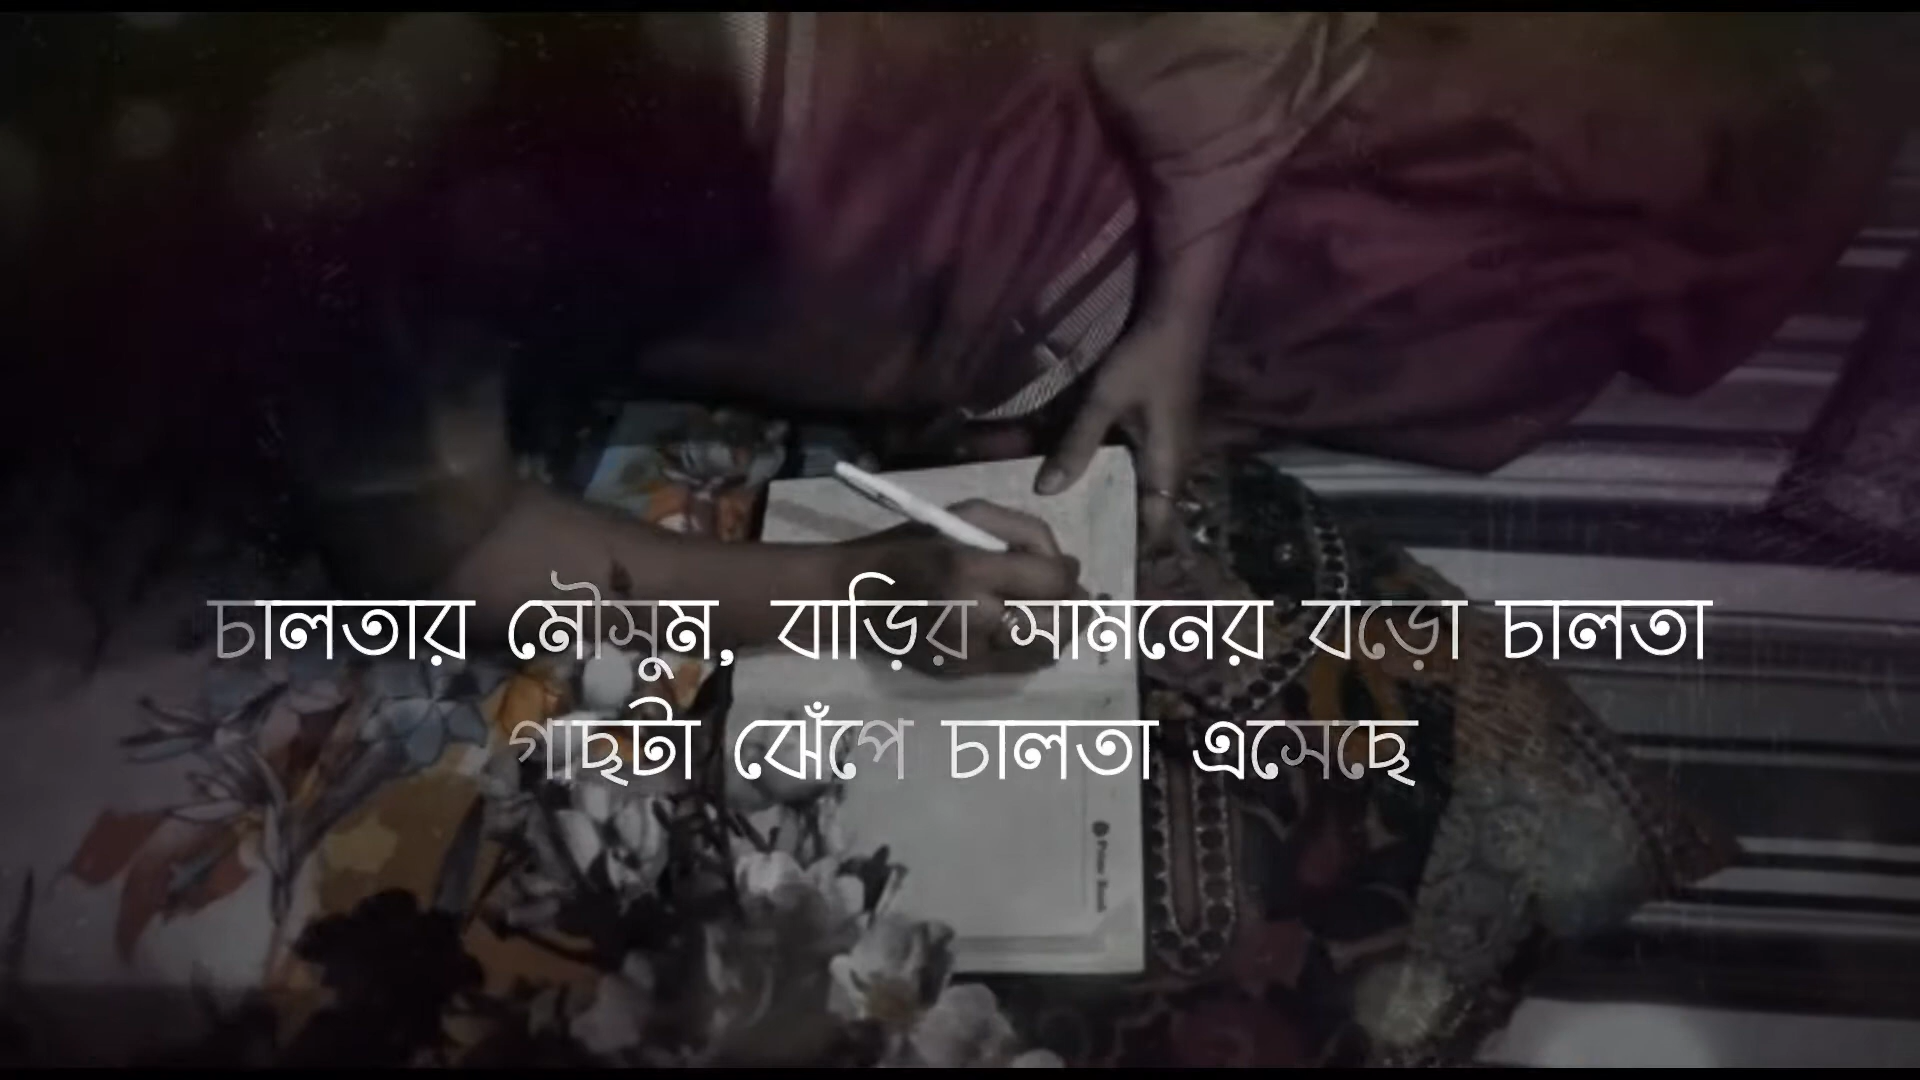 চালতার মৌসুম, বাড়ির সামনের বড়ো চালতা
গাছটা ঝেঁপে চালতা এসেছে